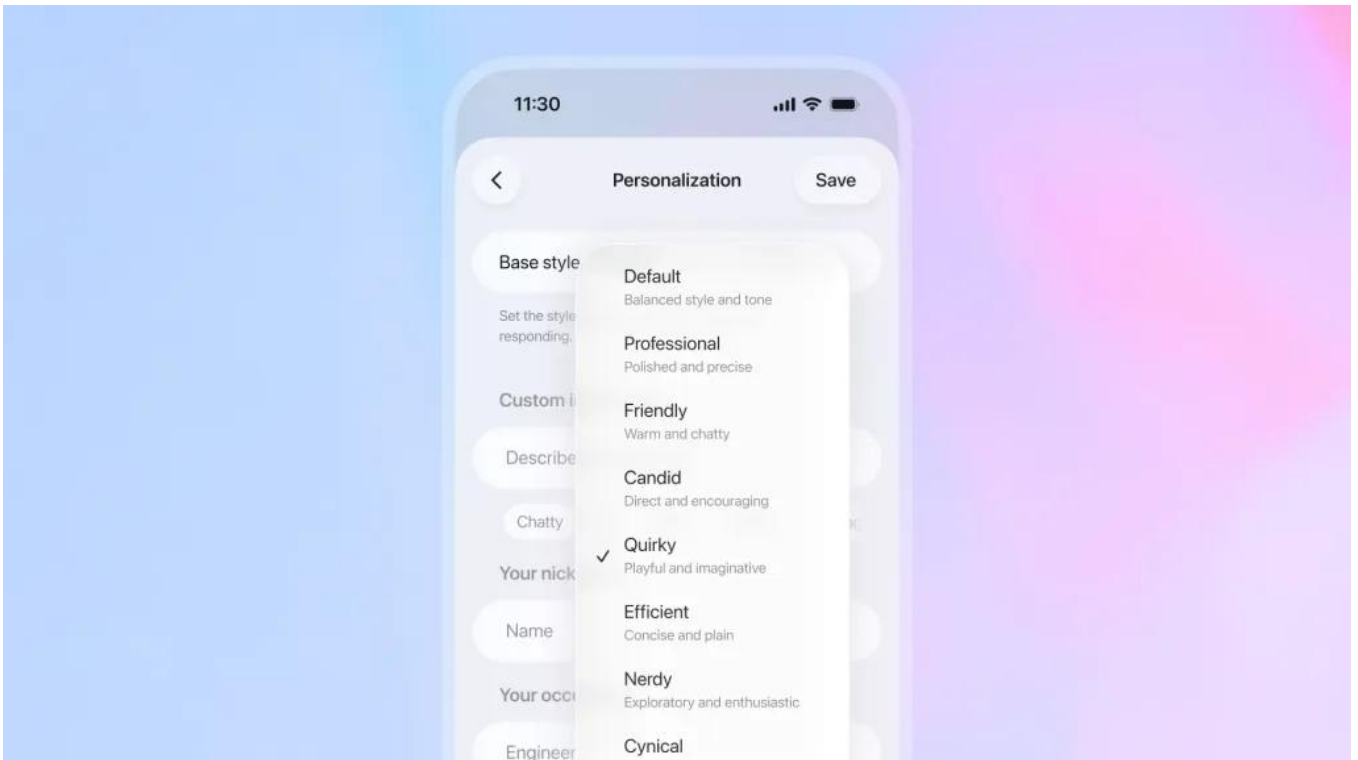 11:30
Personalization
Save
Base style
Set the style
responding.
Custom
Describe
Chatty
Your nick
Name
Your occu
Engineer
Default
Balanced style and tone
Professional
Polished and precise
Friendly
Warm and chatty
Candid
Direct and encouraging
Quirky
Playful and imaginative
Efficient
Concise and plain
Nerdy
Exploratory and enthusiastic
Cynical